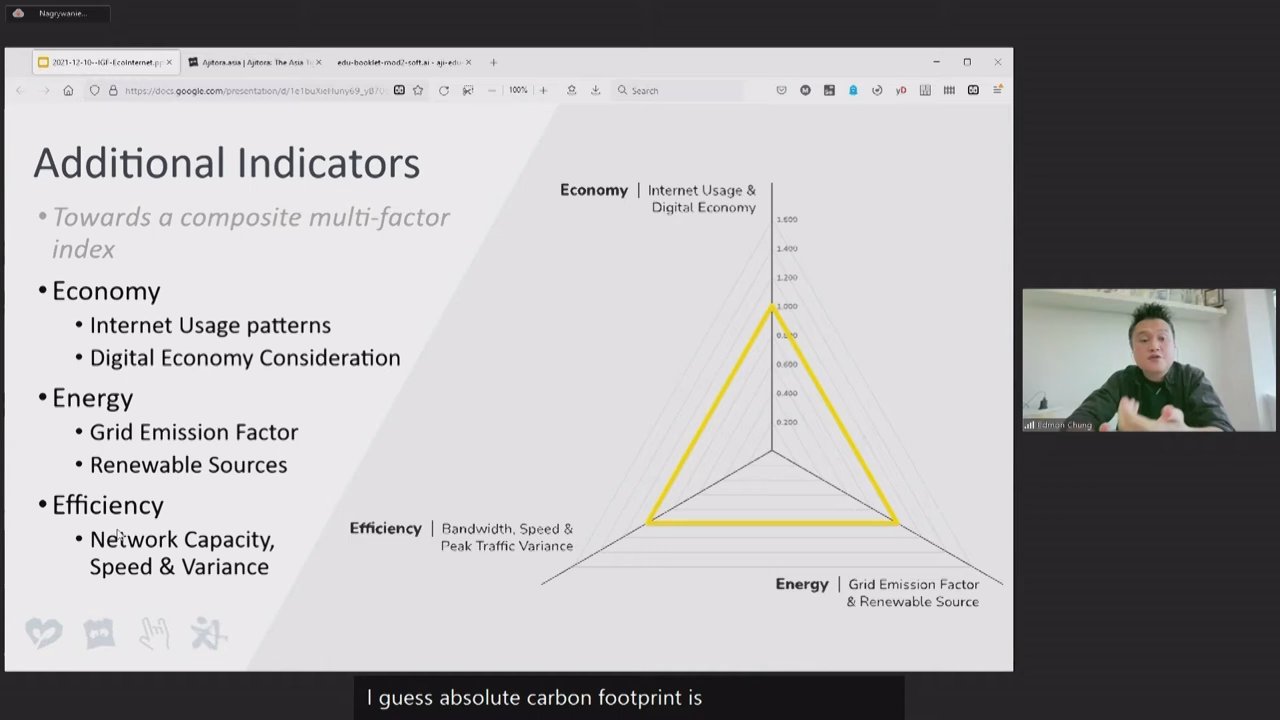 Nagrywanie...
2021-12-10--IGF-EcoInternet.pp
Ajitora.asia | Ajitora: The Asia
edu-booklet-mod2-soft.ai - aji-edu-
100%
Search
Additional Indicators
• Towards a composite multi-factor
index
• Economy
• Internet Usage patterns
• Digital Economy Consideration
• Energy
• Grid Emission Factor
• Renewable Sources
• Efficiency
• Network Capacity,
Speed & Variance
Economy | Internet Usage &
Digital Economy
1.600
1.400
1.200
1.000
0.800
0.600
0.400
0.200
Efficiency | Bandwidth, Speed &
Peak Traffic Variance
Energy | Grid Emission Factor
& Renewable Source
Edmon Chung
I guess absolute carbon footprint is